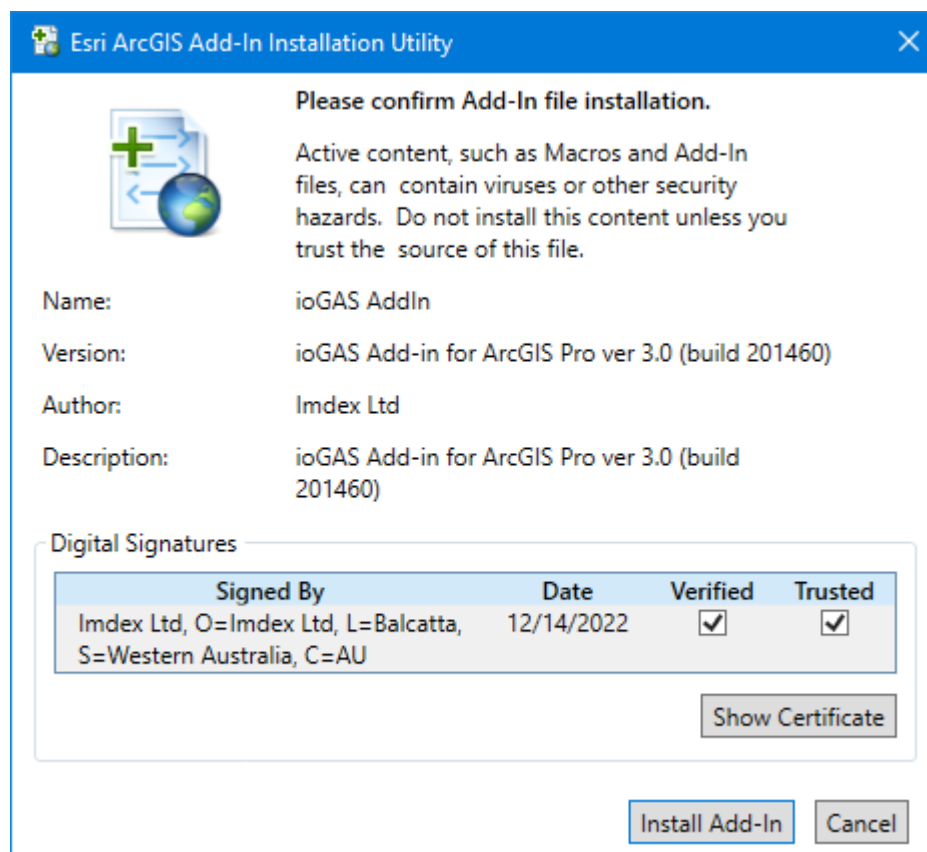 Esri ArcGIS Add-In Installation Utility
Please confirm Add-In file installation.
Active content, such as Macros and Add-In
files, can  contain viruses or other security
hazards.  Do not install this content unless you
trust the  source of this file.
Name: ioGAS AddIn
Version: ioGAS Add-in for ArcGIS Pro ver 3.0 (build 201460)
Author: Imdex Ltd
Description: ioGAS Add-in for ArcGIS Pro ver 3.0 (build
201460)
Digital Signatures
Signed By Date Verified Trusted
Imdex Ltd, O=Imdex Ltd, L=Balcatta, 12/14/2022
S=Western Australia, C=AU
Show Certificate
Install Add-In Cancel